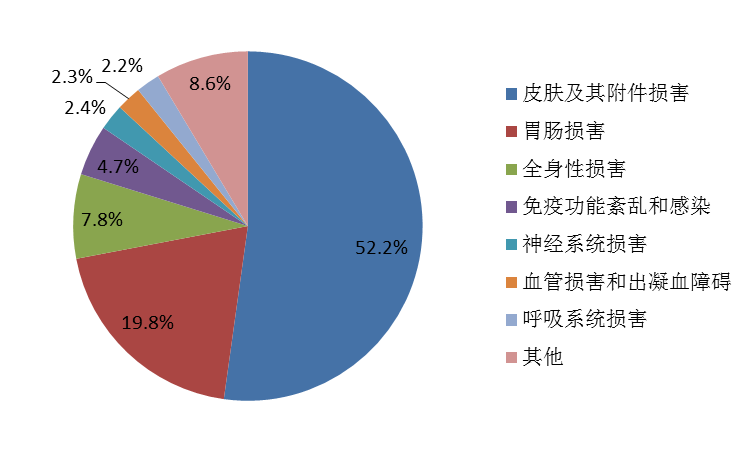 2.2%
2.3%
8.6%
2.4%
4.7%
7.8%
52.2%
19.8%
皮肤及其附件损害
胃肠损害
全身性损害
免疫功能紊乱和感染
神经系统损害
血管损害和出凝血障碍
呼吸系统损害
其他